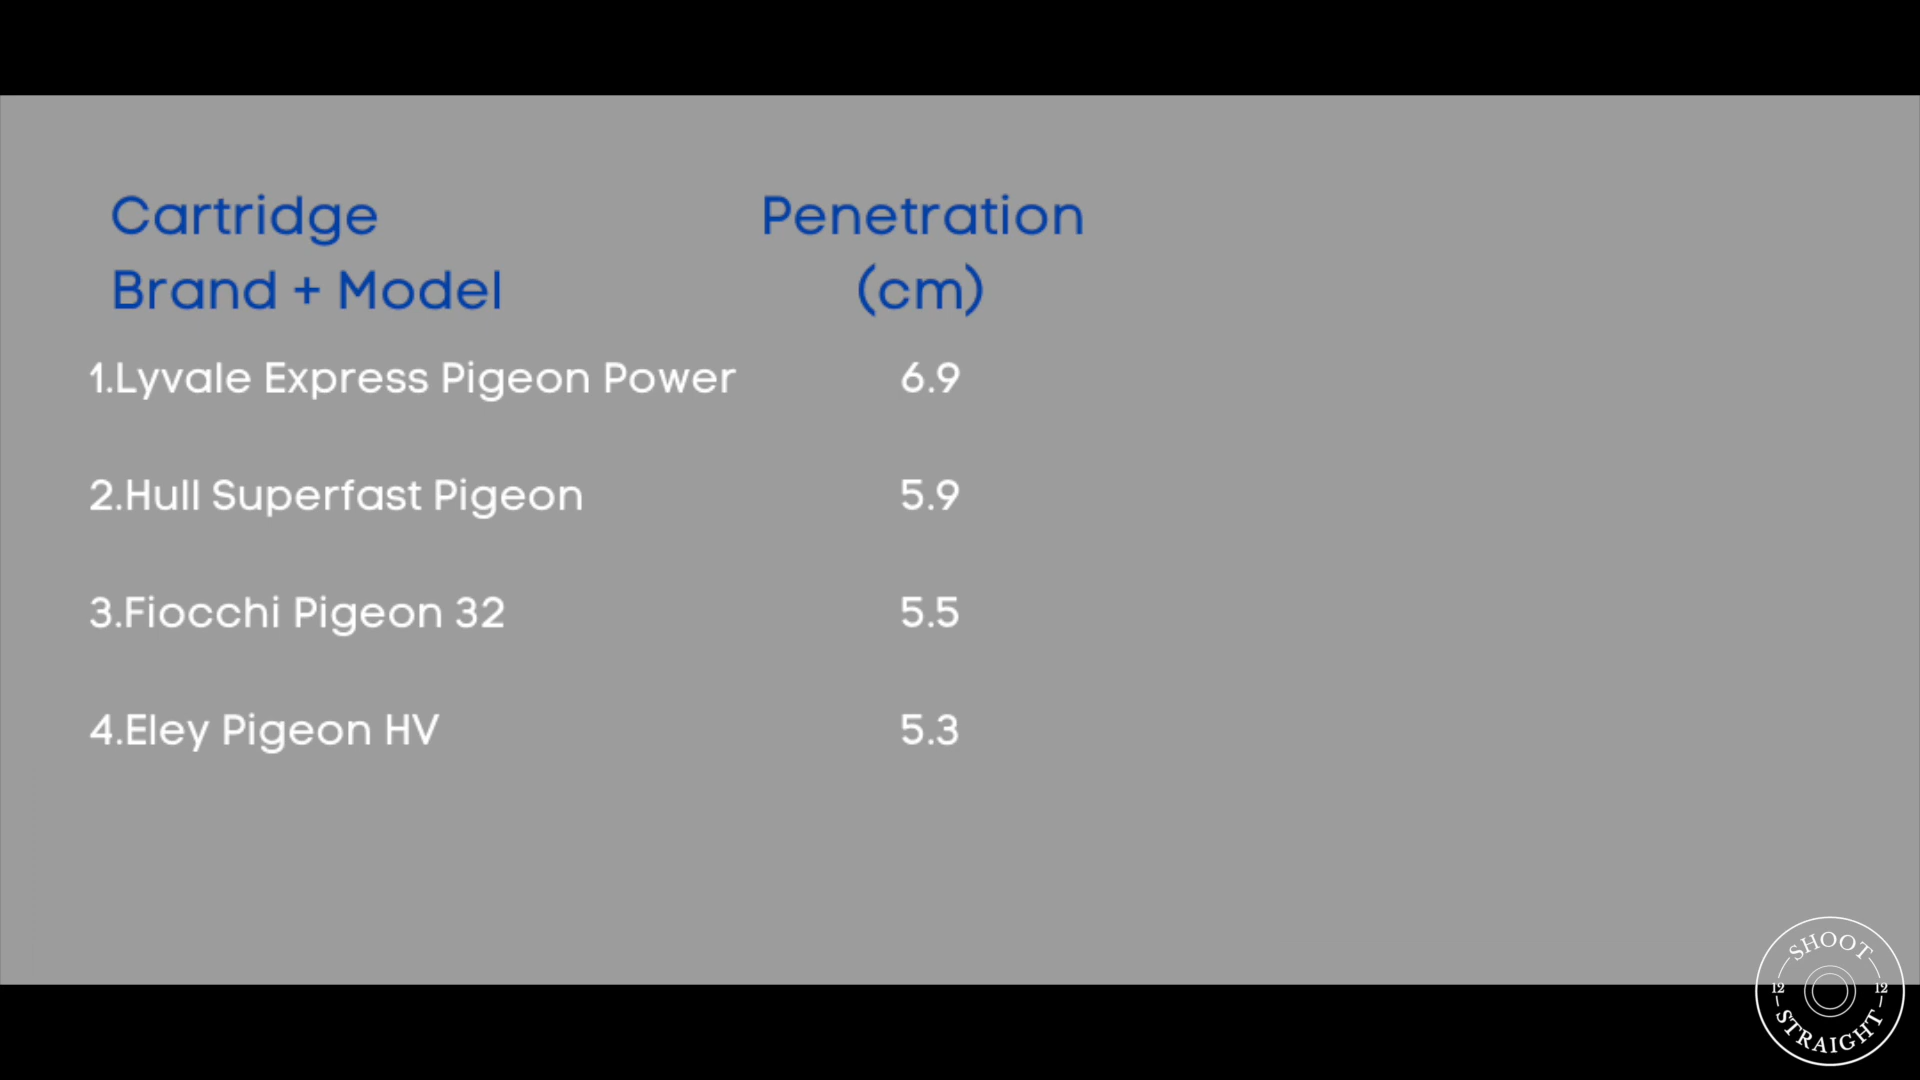 Cartridge
Brand + Model
Penetration
(cm)
1.Lyvale Express Pigeon Power 6.9
2.Hull Superfast Pigeon 5.9
3.Fiocchi Pigeon 32 5.5
4.Eley Pigeon HV 5.3
SHOOT
12 12
STRAIGHT